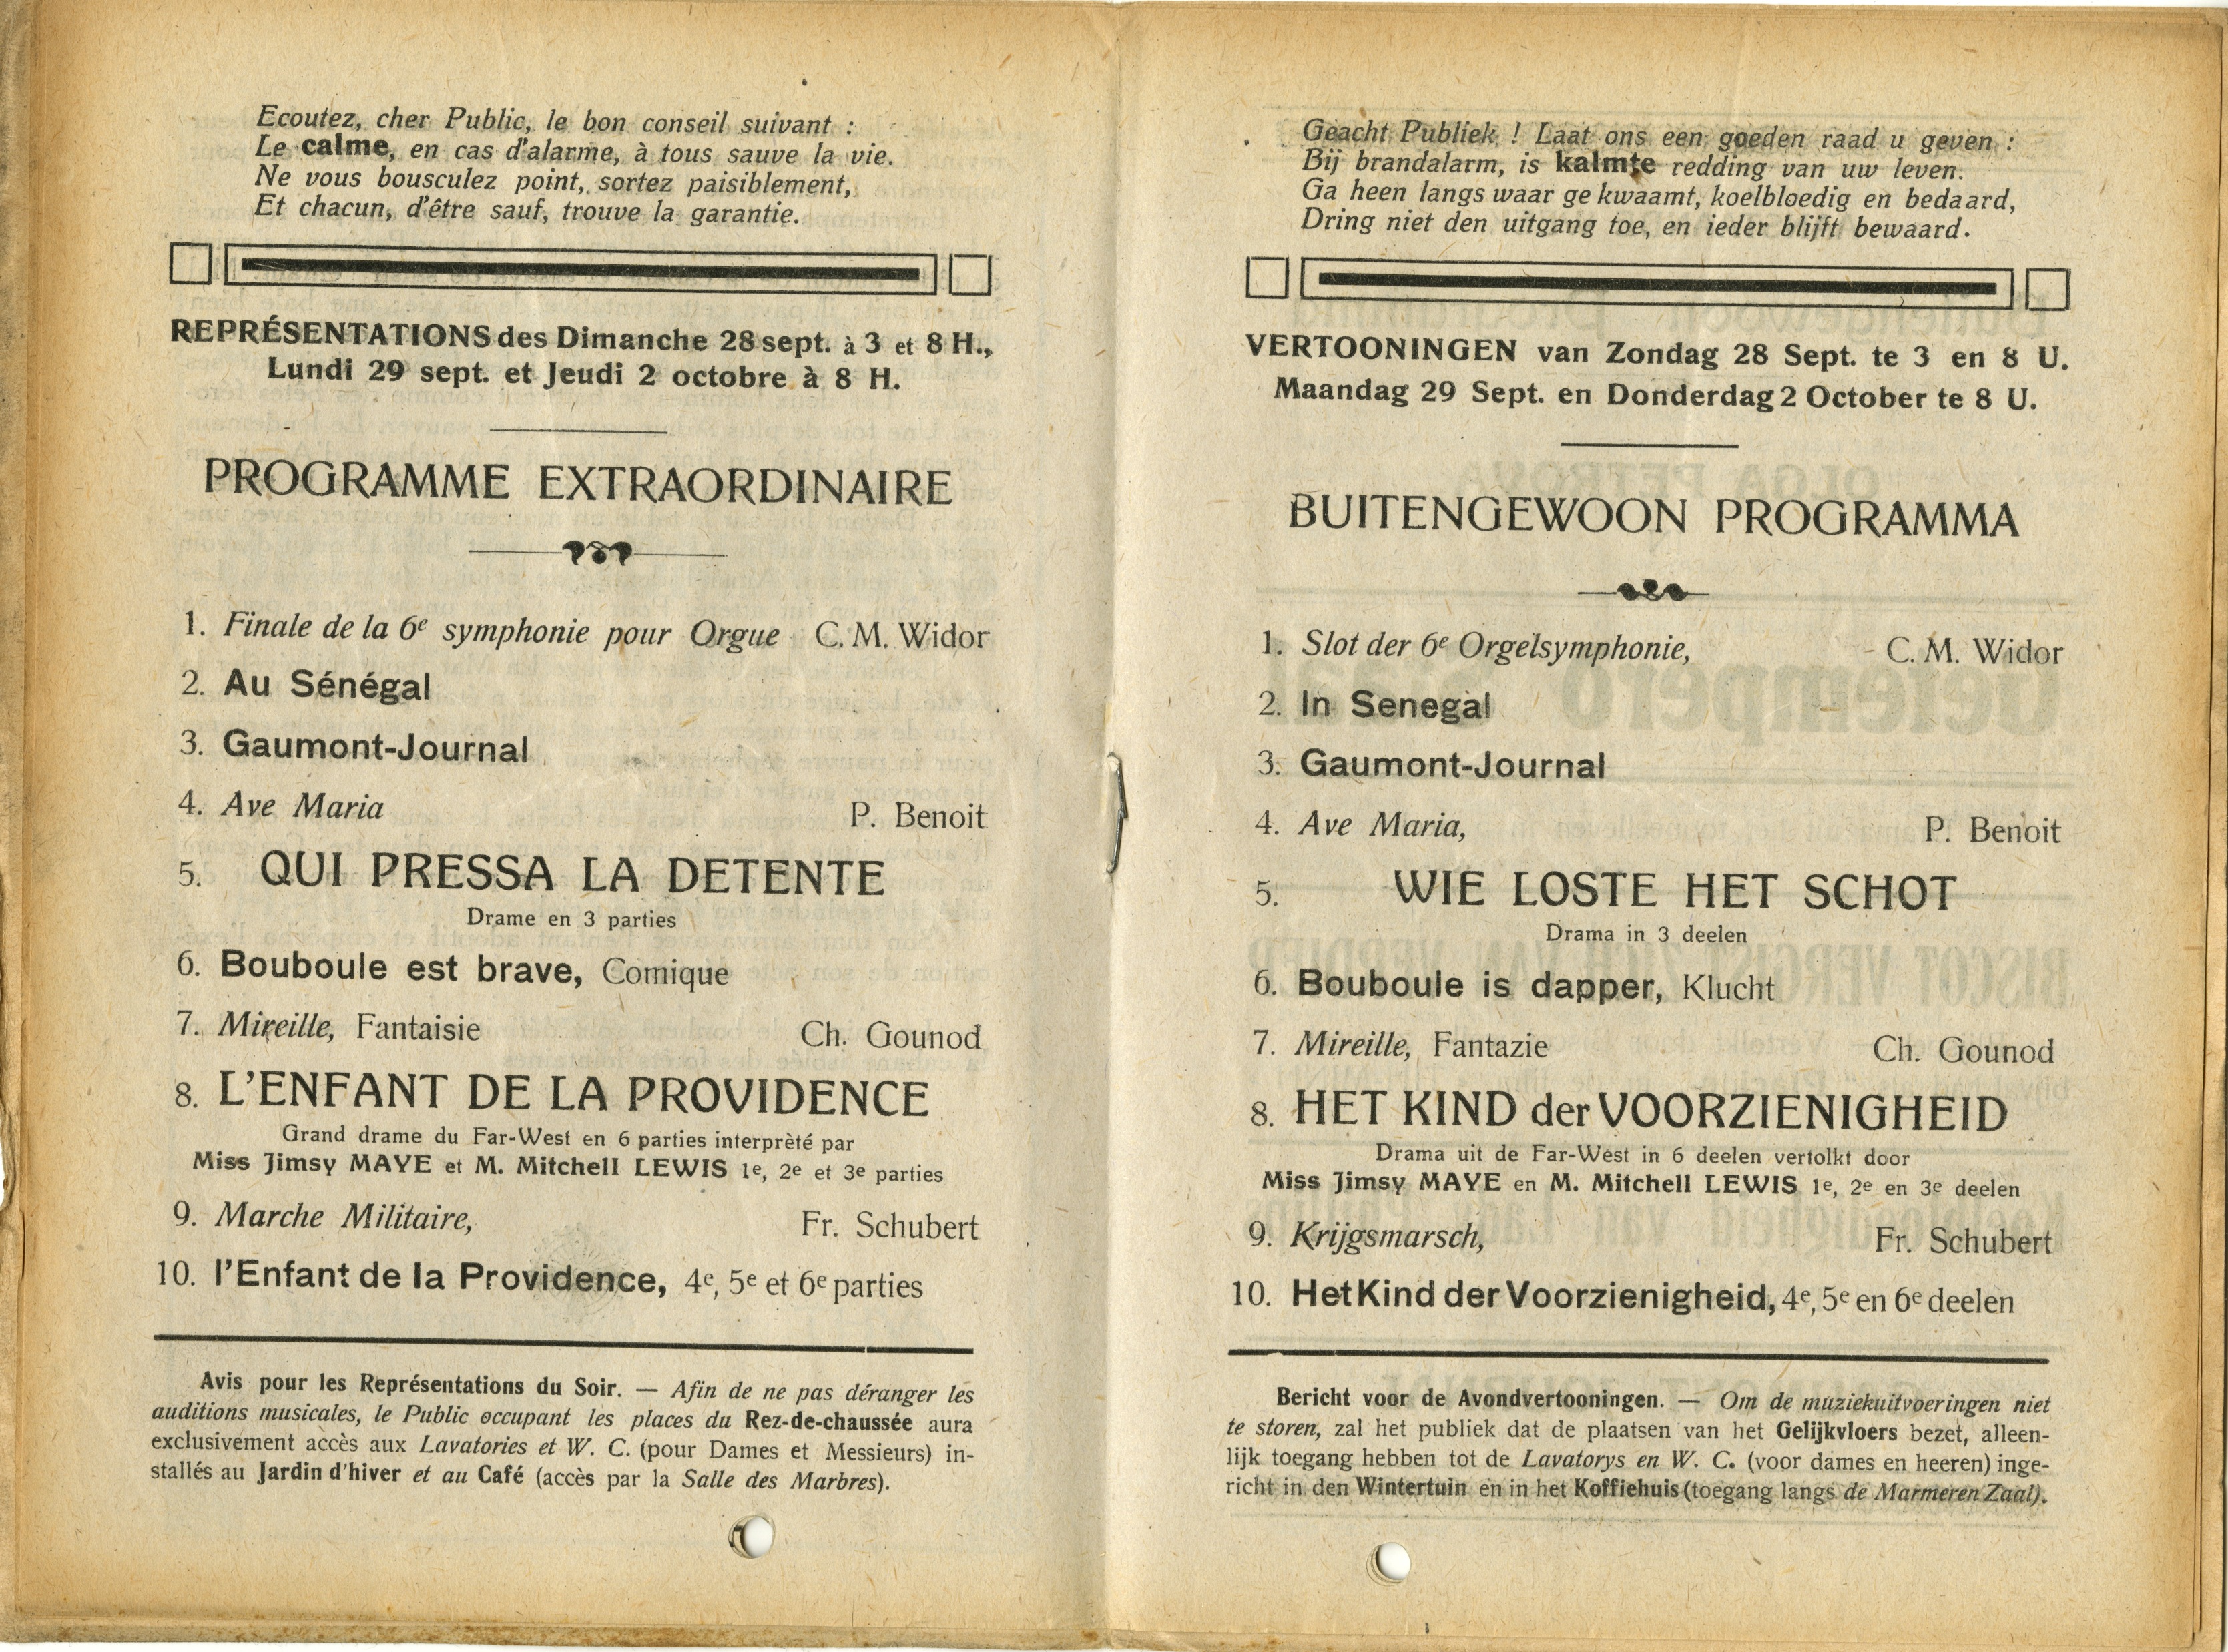 Ecoutez, cher Public, le bon conseil suivant :
Le calme, en cas d'alarme, à tous sauve la vie.
Ne vous bousculez point, sortez paisiblement,
Et chacun, d'être sauf, trouve la garantie.
REPRÉSENTATIONS des Dimanche 28 sept. à 3 et 8 H.,
Lundi 29 sept. et Jeudi 2 octobre à 8 H.
PROGRAMME EXTRAORDINAIRE
1. Finale de la 6e symphonie pour Orgue C. M. Widor
2. Au Sénégal
3. Gaumont-Journal
4. Ave Maria P. Benoit
5. QUI PRESSA LA DETENTE
Drame en 3 parties
6. Bouboule est brave, Comique
7. Mireille, Fantaisie Ch. Gounod
8. L'ENFANT DE LA PROVIDENCE
Grand drame du Far-West en 6 parties interprèté par
Miss Jimsy MAYE et M. Mitchell LEWIS 1e, 2e et 3e parties
9. Marche Militaire, Fr. Schubert
10. l'Enfant de la Providence, 4e, 5e et 6e parties
Avis pour les Représentations du Soir. — Afin de ne pas déranger les
auditions musicales, le Public occupant les places du Rez-de-chaussée aura
exclusivement accès aux Lavatories et W. C. (pour Dames et Messieurs) in-
stallés au Jardin d'hiver et au Café (accès par la Salle des Marbres).
Geacht Publiek ! Laat ons een goeden raad u geven :
Bij brandalarm, is kalmte redding van uw leven.
Ga heen langs waar ge kwaamt, koelbloedig en bedaard,
Dring niet den uitgang toe, en ieder blijft bewaard.
VERTOONINGEN van Zondag 28 Sept. te 3 en 8 U.
Maandag 29 Sept. en Donderdag 2 October te 8 U.
BUITENGEWOON PROGRAMMA
1. Slot der 6e Orgelsymphonie, C. M. Widor
2. In Senegal
3. Gaumont-Journal
4. Ave Maria, P. Benoit
5. WIE LOSTE HET SCHOT
Drama in 3 deelen
6. Bouboule is dapper, Klucht
7. Mireille, Fantazie Ch. Gounod
8. HET KIND der VOORZIENIGHEID
Drama uit de Far-West in 6 deelen vertolkt door
Miss Jimsy MAYE en M. Mitchell LEWIS 1e, 2e en 3e deelen
9. Krijgsmarsch, Fr. Schubert
10. Het Kind der Voorzienigheid, 4e, 5e en 6e deelen
Bericht voor de Avondvertooningen. — Om de muziekuitvoeringen niet
te storen, zal het publiek dat de plaatsen van het Gelijkvloers bezet, alleen-
lijk toegang hebben tot de Lavatorys en W. C. (voor dames en heeren) inge-
richt in den Wintertuin en in het Koffiehuis (toegang langs de Marmeren Zaal).